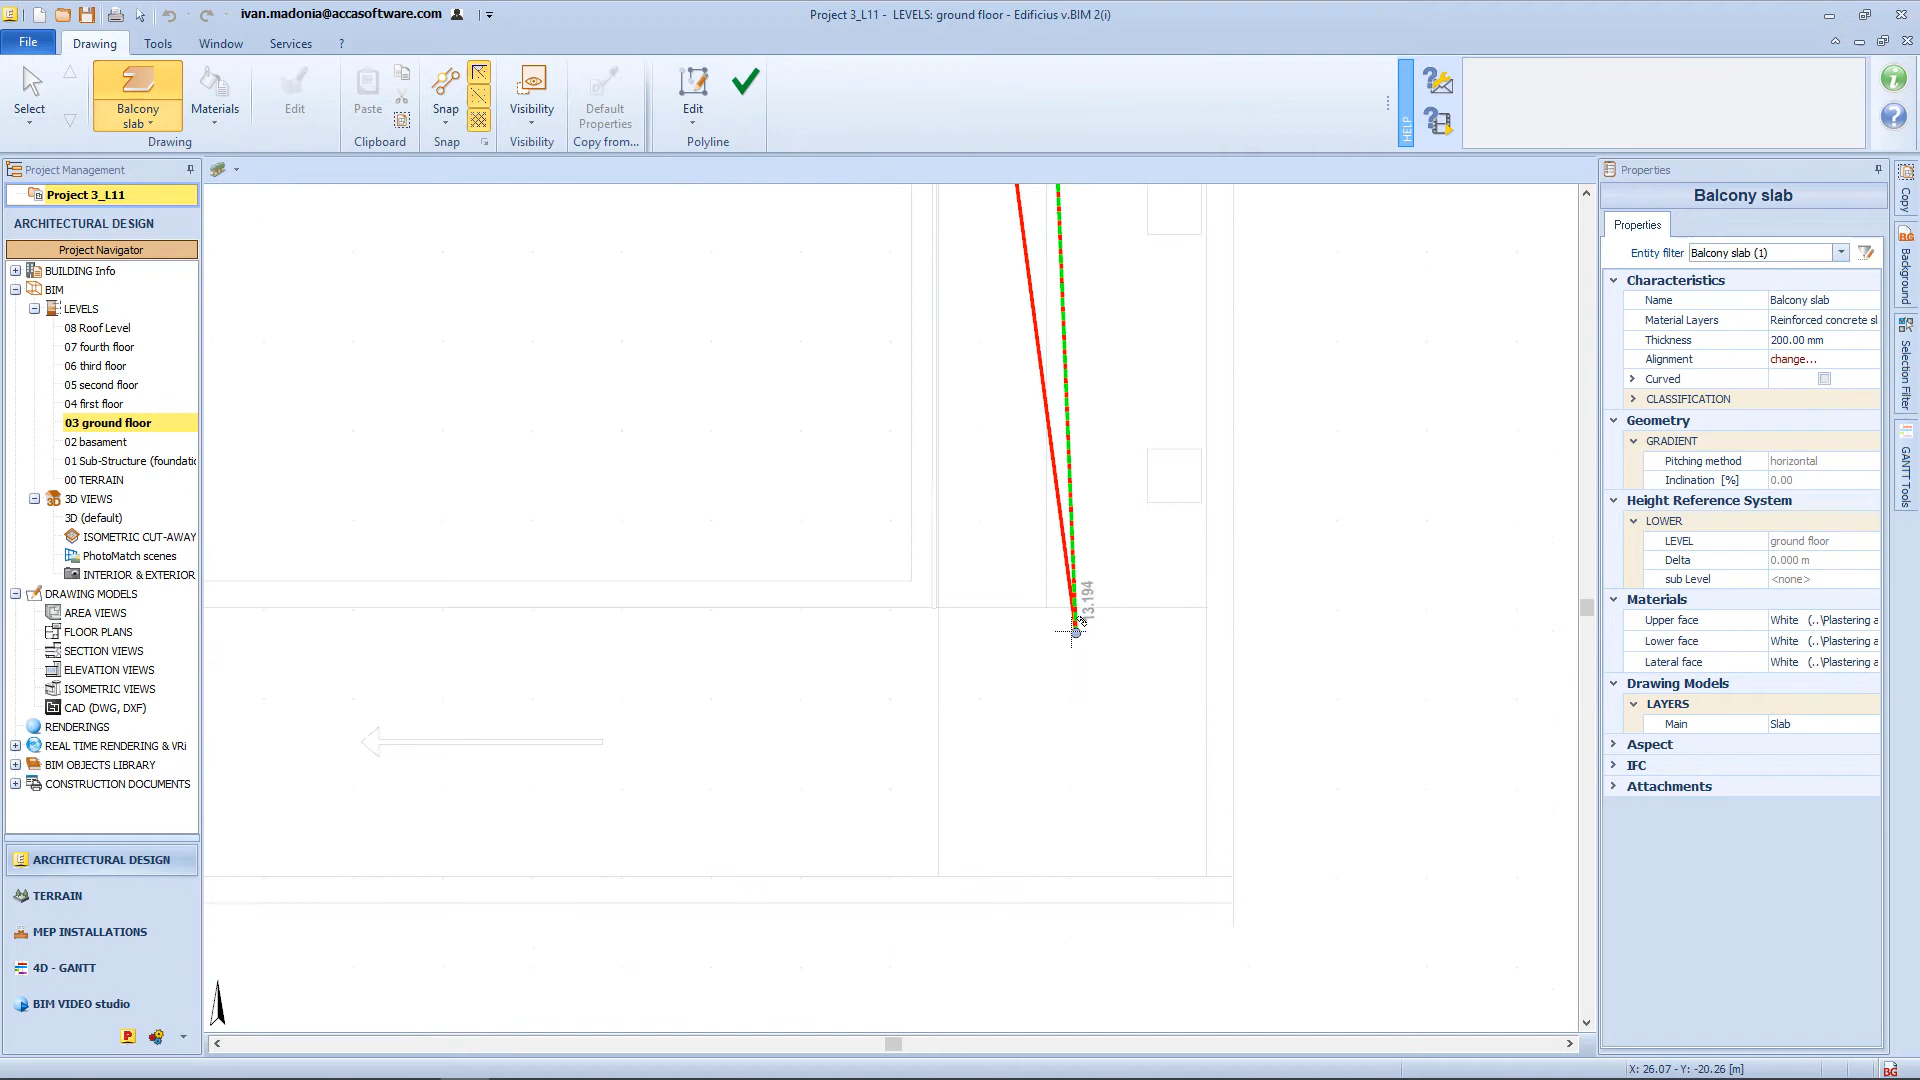 ivan.madonia@accasoftware.com
Project 3_L11 - LEVELS: ground floor - Edificius v.BIM 2(i)
File
Drawing
Tools
Window
Services
?
Select
Balcony slab
Materials
Edit
Paste
Snap
Visibility
Default Properties
Edit
HELP
Drawing
Clipboard
Snap
Visibility
Copy from...
Polyline
Project Management
Project 3_L11
ARCHITECTURAL DESIGN
Project Navigator
BUILDING Info
BIM
LEVELS
08 Roof Level
07 fourth floor
06 third floor
05 second floor
04 first floor
03 ground floor
02 basament
01 Sub-Structure (foundatic
00 TERRAIN
3D VIEWS
3D (default)
ISOMETRIC CUT-AWAY
PhotoMatch scenes
INTERIOR & EXTERIOR
DRAWING MODELS
AREA VIEWS
FLOOR PLANS
SECTION VIEWS
ELEVATION VIEWS
ISOMETRIC VIEWS
CAD (DWG, DXF)
RENDERINGS
REAL TIME RENDERING & VRi
BIM OBJECTS LIBRARY
CONSTRUCTION DOCUMENTS
ARCHITECTURAL DESIGN
TERRAIN
MEP INSTALLATIONS
4D - GANTT
BIM VIDEO studio
13.194
Properties
Balcony slab
Properties
Entity filter Balcony slab (1)
Characteristics
Name Balcony slab
Material Layers Reinforced concrete sl
Thickness 200.00 mm
Alignment change...
Curved
CLASSIFICATION
Geometry
GRADIENT
Pitching method horizontal
Inclination [%] 0.00
Height Reference System
LOWER
LEVEL ground floor
Delta 0.000 m
sub Level <none>
Materials
Upper face White (..\Plastering a
Lower face White (..\Plastering a
Lateral face White (..\Plastering a
Drawing Models
LAYERS
Main Slab
Aspect
IFC
Attachments
Copy
BG
Background
Selection Filter
GANTT Tools
X: 26.07 - Y: -20.26 [m]
BG